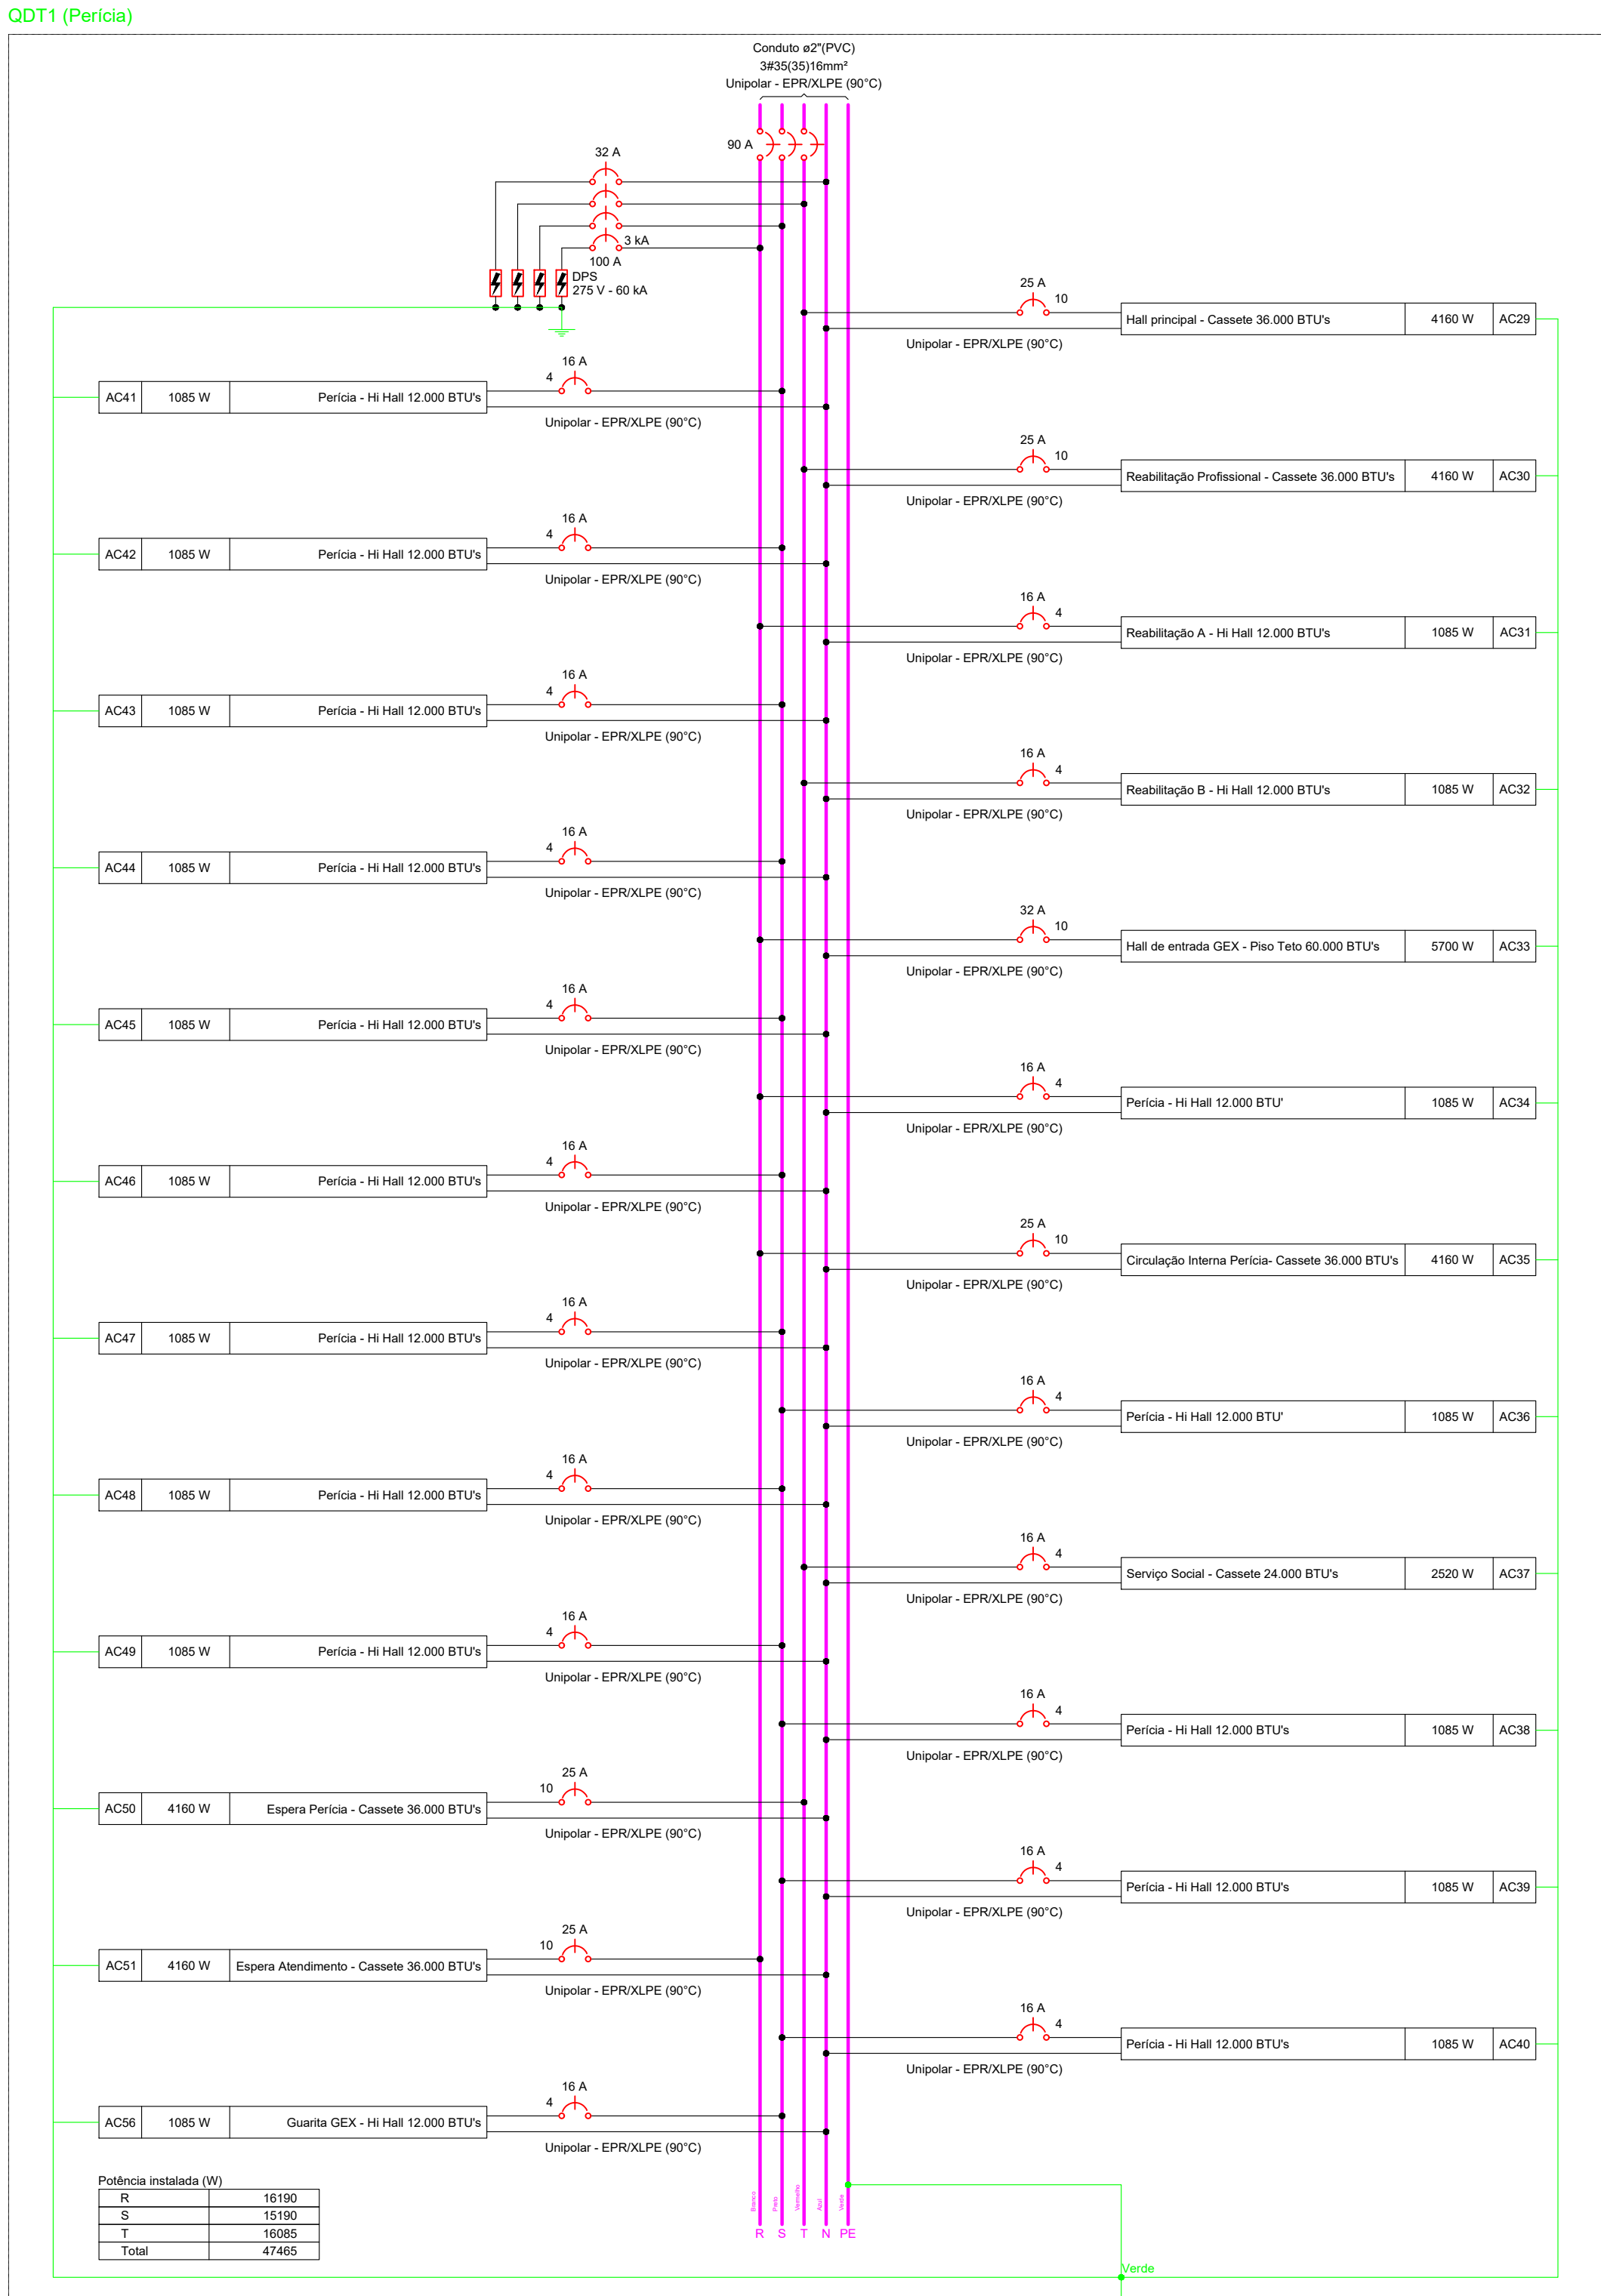 QDT1 (Perícia)
Conduto ø2"(PVC)
3#35(35)16mm²
Unipolar - EPR/XLPE (90°C)
90 A
32 A
3 kA
100 A
DPS
275 V - 60 kA
25 A
10
Hall principal - Cassete 36.000 BTU's 4160 W AC29
Unipolar - EPR/XLPE (90°C)
16 A
4
AC41 1085 W Perícia - Hi Hall 12.000 BTU's
Unipolar - EPR/XLPE (90°C)
25 A
10
Reabilitação Profissional - Cassete 36.000 BTU's 4160 W AC30
Unipolar - EPR/XLPE (90°C)
16 A
4
AC42 1085 W Perícia - Hi Hall 12.000 BTU's
Unipolar - EPR/XLPE (90°C)
16 A
4
Reabilitação A - Hi Hall 12.000 BTU's 1085 W AC31
Unipolar - EPR/XLPE (90°C)
16 A
4
AC43 1085 W Perícia - Hi Hall 12.000 BTU's
Unipolar - EPR/XLPE (90°C)
16 A
4
Reabilitação B - Hi Hall 12.000 BTU's 1085 W AC32
Unipolar - EPR/XLPE (90°C)
16 A
4
AC44 1085 W Perícia - Hi Hall 12.000 BTU's
Unipolar - EPR/XLPE (90°C)
32 A
10
Hall de entrada GEX - Piso Teto 60.000 BTU's 5700 W AC33
Unipolar - EPR/XLPE (90°C)
16 A
4
AC45 1085 W Perícia - Hi Hall 12.000 BTU's
Unipolar - EPR/XLPE (90°C)
16 A
4
Perícia - Hi Hall 12.000 BTU' 1085 W AC34
Unipolar - EPR/XLPE (90°C)
16 A
4
AC46 1085 W Perícia - Hi Hall 12.000 BTU's
Unipolar - EPR/XLPE (90°C)
25 A
10
Circulação Interna Perícia- Cassete 36.000 BTU's 4160 W AC35
Unipolar - EPR/XLPE (90°C)
16 A
4
AC47 1085 W Perícia - Hi Hall 12.000 BTU's
Unipolar - EPR/XLPE (90°C)
16 A
4
Perícia - Hi Hall 12.000 BTU' 1085 W AC36
Unipolar - EPR/XLPE (90°C)
16 A
4
AC48 1085 W Perícia - Hi Hall 12.000 BTU's
Unipolar - EPR/XLPE (90°C)
16 A
4
Serviço Social - Cassete 24.000 BTU's 2520 W AC37
Unipolar - EPR/XLPE (90°C)
16 A
4
AC49 1085 W Perícia - Hi Hall 12.000 BTU's
Unipolar - EPR/XLPE (90°C)
16 A
4
Perícia - Hi Hall 12.000 BTU's 1085 W AC38
Unipolar - EPR/XLPE (90°C)
25 A
10
AC50 4160 W Espera Perícia - Cassete 36.000 BTU's
Unipolar - EPR/XLPE (90°C)
16 A
4
Perícia - Hi Hall 12.000 BTU's 1085 W AC39
Unipolar - EPR/XLPE (90°C)
25 A
10
AC51 4160 W Espera Atendimento - Cassete 36.000 BTU's
Unipolar - EPR/XLPE (90°C)
16 A
4
Perícia - Hi Hall 12.000 BTU's 1085 W AC40
Unipolar - EPR/XLPE (90°C)
16 A
4
AC56 1085 W Guarita GEX - Hi Hall 12.000 BTU's
Unipolar - EPR/XLPE (90°C)
Potência instalada (W)
R 16190
S 15190
T 16085
Total 47465
Branco Preto Vermelho Azul Verde
R S T N PE
Verde